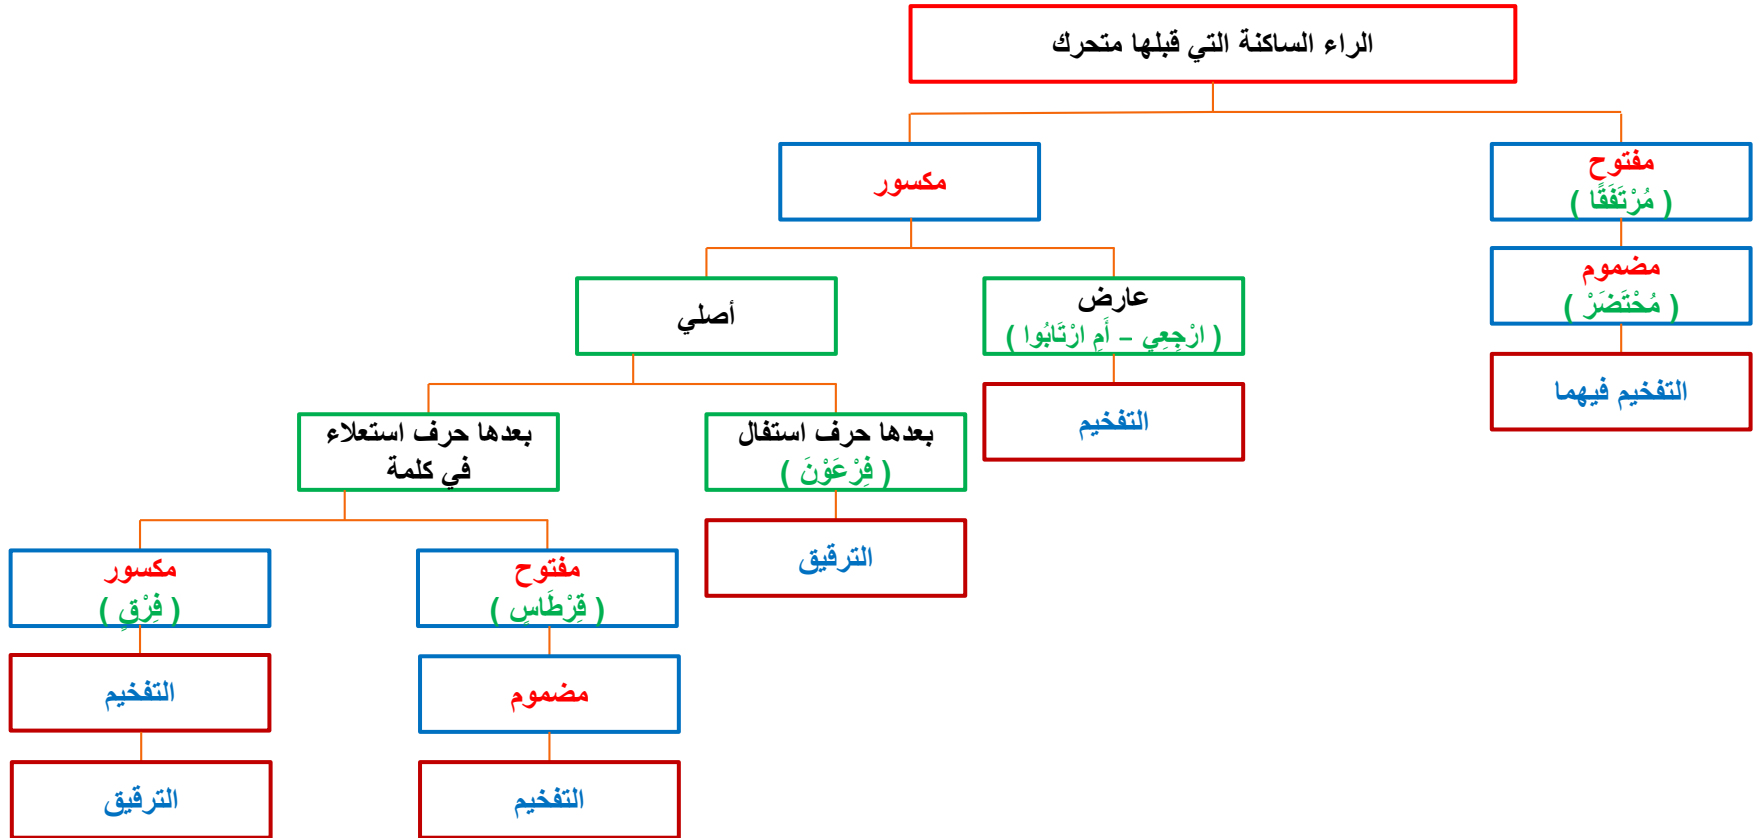 الراء الساكنة التي قبلها متحرك
مفتوح
( مُرْتَفَقًا )
مضموم
( مُحْتَضَرْ )
التفخيم فيهما
مكسور
عارض
( ارْجِعِي – أَمِ ارْتَابُوا )
التفخيم
أصلي
بعدها حرف استفال
( فِرْعَوْنَ )
الترقيق
بعدها حرف استعلاء
في كلمة
مفتوح
( قِرْطَاسٍ )
مضموم
التفخيم
مكسور
( فِرْقٍ )
التفخيم
الترقيق